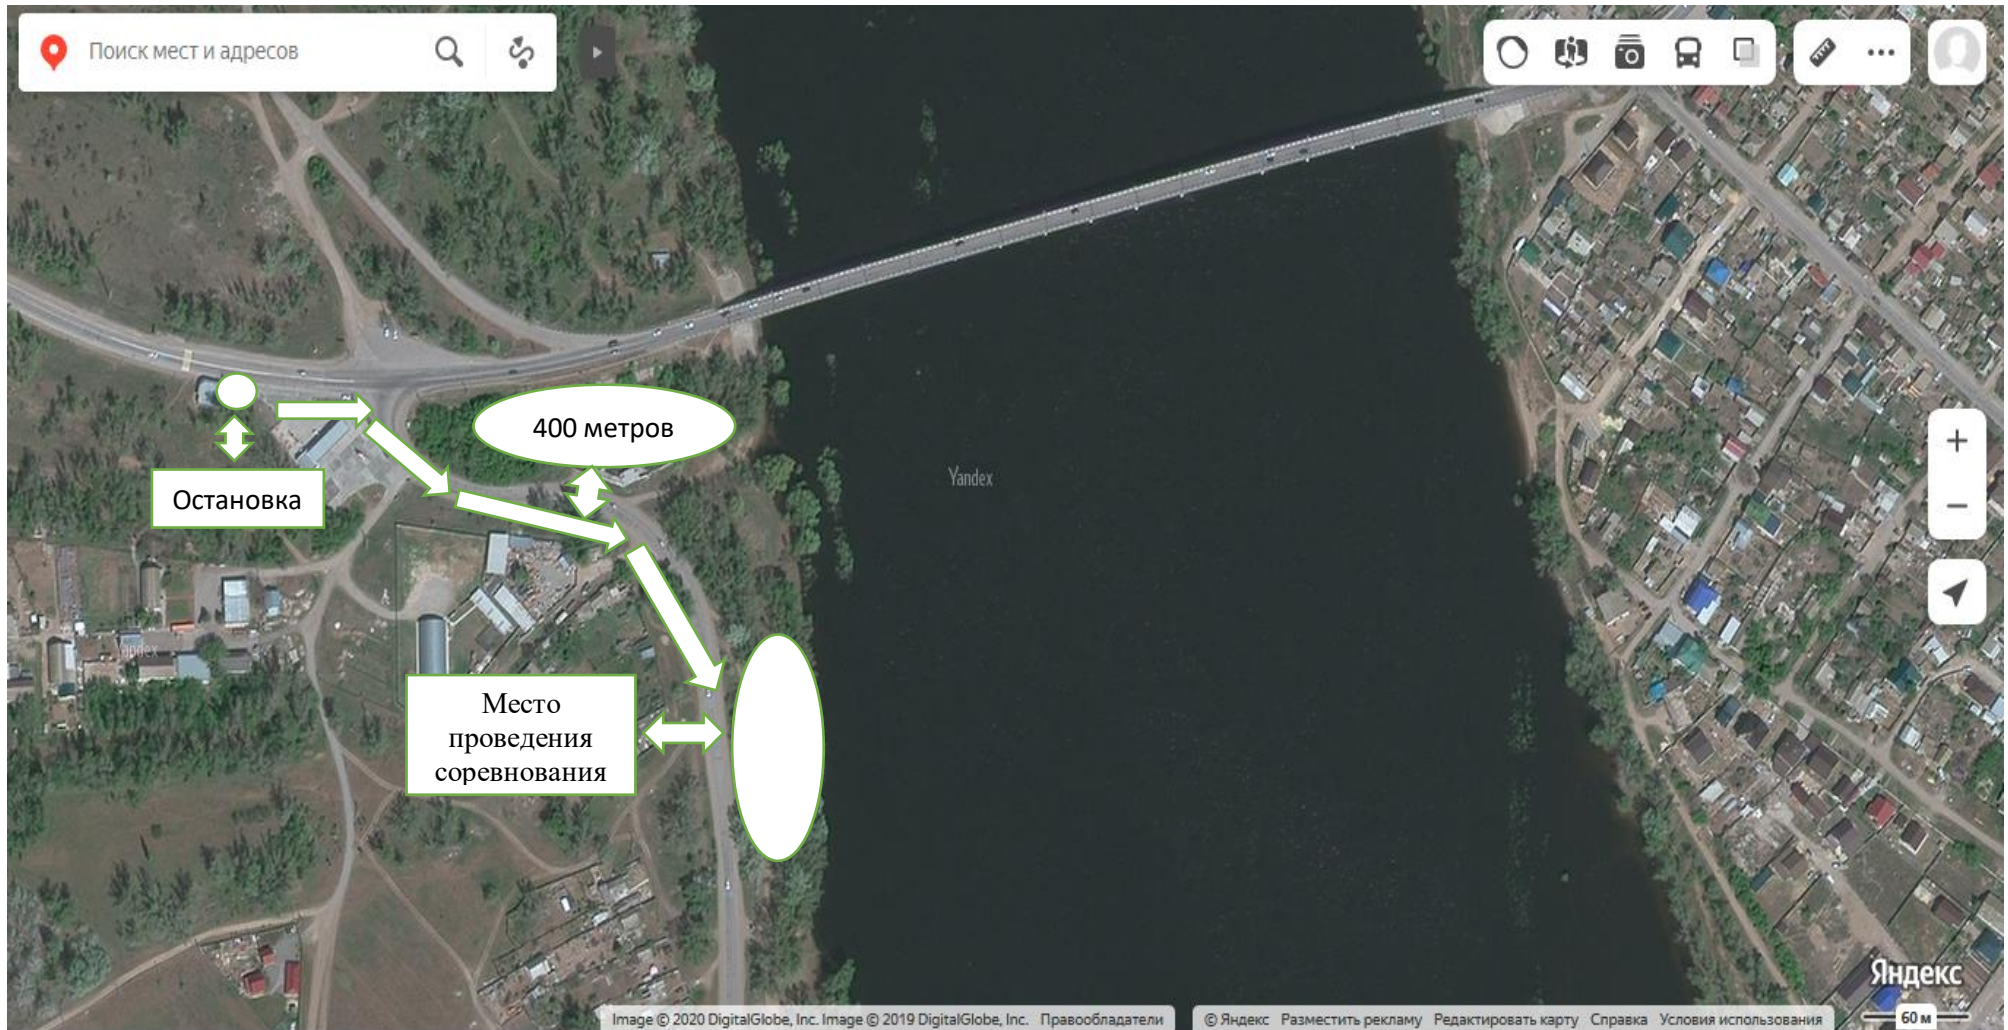 Поиск мест и адресов
400 метров
Остановка
Yandex
Yandex
Место
проведения
соревнования
Яндекс
Image © 2020 DigitalGlobe, Inc. Image © 2019 DigitalGlobe, Inc. Правообладатели
© Яндекс Разместить рекламу Редактировать карту Справка Условия использования
60 м